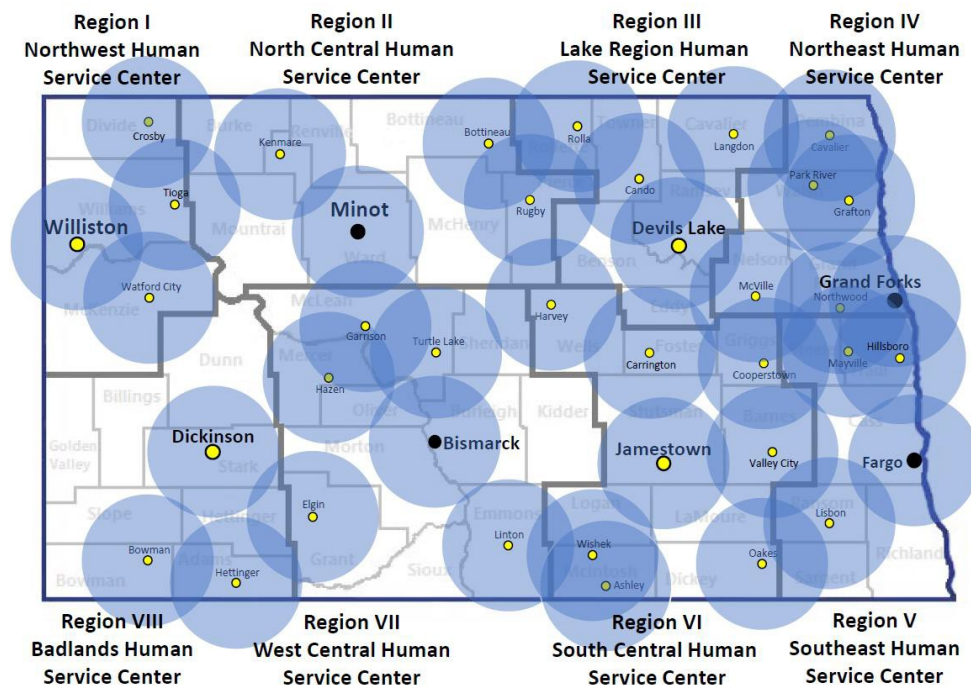 Region I
Northwest Human
Service Center
Region II
North Central Human
Service Center
Region III
Lake Region Human
Service Center
Region IV
Northeast Human
Service Center
Divide
Burke
Renville
Bottineau
Towner
Cavalier
Pembina
Crosby
Kenmare
Bottineau
Rolla
Langdon
Cavalier
Tioga
Cando
Park River
Williams
Mountrail
Minot
McHenry
Rugby
Ramsey
Grafton
Williston
Ward
Devils Lake
Benson
Nelson
Watford City
McKenzie
McLean
Eddy
McVille
Grand Forks
Northwood
Harvey
Garrison
Turtle Lake
Sheridan
Wells
Foster
Griggs
Hillsboro
Dunn
Mercer
Carrington
Cooperstown
Mayville
Hazen
Billings
Oliver
Burleigh
Kidder
Stutsman
Barnes
Cass
Dickinson
Golden
Valley
Stark
Morton
Bismarck
Jamestown
Valley City
Fargo
Slope
Hettinger
Elgin
Emmons
Logan
LaMoure
Ransom
Lisbon
Bowman
Adams
Grant
Linton
Wishek
Oakes
Richland
Bowman
Hettinger
Sioux
McIntosh
Ashley
Dickey
Sargent
Region VIII
Badlands Human
Service Center
Region VII
West Central Human
Service Center
Region VI
South Central Human
Service Center
Region V
Southeast Human
Service Center